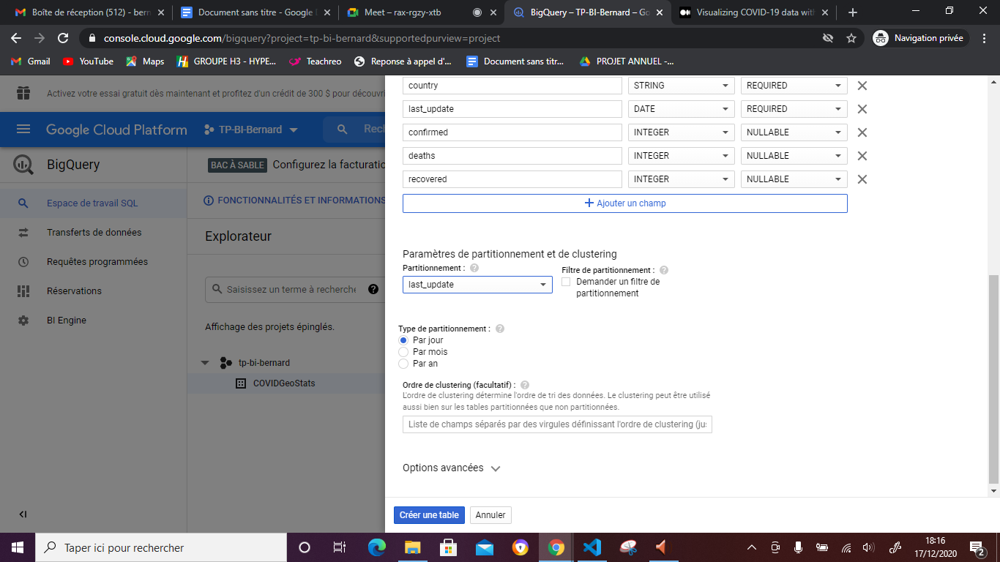 Boîte de réception (512) - bern
Document sans titre - Google
Meet – rax-rgzy-xtb
BigQuery – TP-BI-Bernard – Go
Visualizing COVID-19 data with
console.cloud.google.com/bigquery?project=tp-bi-bernard&supportedpurview=project
Navigation privée
Gmail
YouTube
Maps
GROUPE H3 - HYPE...
Teachreo
Reponse à appel d'...
Document sans titr...
PROJET ANNUEL -...
Activez votre essai gratuit dès maintenant et profitez d'un crédit de 300 $ pour découvri
Google Cloud Platform
TP-BI-Bernard
Rech
BigQuery
BAC À SABLE
Configurez la facturatio
Espace de travail SQL
Transferts de données
Requêtes programmées
Réservations
BI Engine
FONCTIONNALITÉS ET INFORMATIONS
Explorateur
Saisissez un terme à recherche
Affichage des projets épinglés.
tp-bi-bernard
COVIDGeoStats
country STRING REQUIRED
last_update DATE REQUIRED
confirmed INTEGER NULLABLE
deaths INTEGER NULLABLE
recovered INTEGER NULLABLE
Ajouter un champ
Paramètres de partitionnement et de clustering
Partitionnement :
last_update
Filtre de partitionnement :
Demander un filtre de
partitionnement
Type de partitionnement :
Par jour
Par mois
Par an
Ordre de clustering (facultatif) :
L'ordre de clustering détermine l'ordre de tri des données. Le clustering peut être utilisé
aussi bien sur les tables partitionnées que non partitionnées.
Liste de champs séparés par des virgules définissant l'ordre de clustering (ju
Options avancées
Créer une table
Annuler
Taper ici pour rechercher
18:16
17/12/2020
2